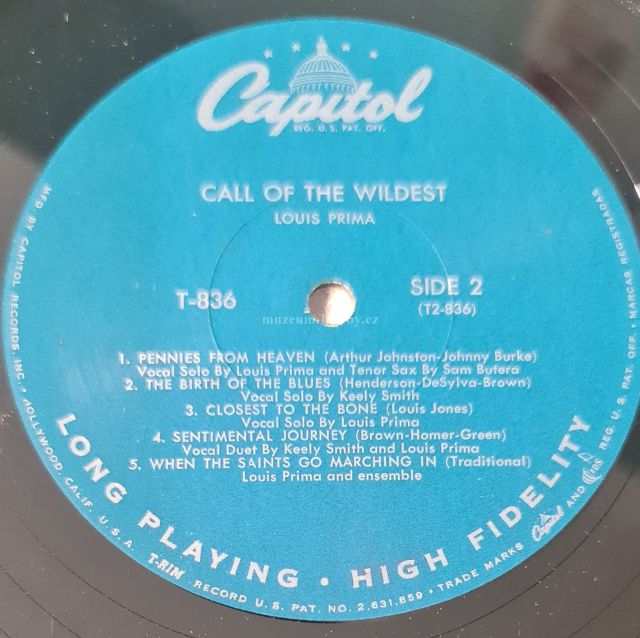 Capitol
REG. U.S. PAT. OFF.
CALL OF THE WILDEST
LOUIS PRIMA
T-836
SIDE 2
(T2-836)
1. PENNIES FROM HEAVEN (Arthur Johnston-Johnny Burke)
Vocal Solo By Louis Prima and Tenor Sax By Sam Butera
2. THE BIRTH OF THE BLUES (Henderson-DeSylva-Brown)
Vocal Solo By Keely Smith
3. CLOSEST TO THE BONE (Louis Jones)
Vocal Solo By Louis Prima
4. SENTIMENTAL JOURNEY (Brown-Homer-Green)
Vocal Duet By Keely Smith and Louis Prima
5. WHEN THE SAINTS GO MARCHING IN (Traditional)
Louis Prima and ensemble
LONG PLAYING • HIGH FIDELITY
MFD. BY CAPITOL RECORDS, INC. • HOLLYWOOD, CALIF. U.S.A. T-RIM RECORD U.S. PAT. NO. 2,631,859 • TRADE MARKS Capitol AND REG. U. S. PAT. OFF. MARCAS REGISTRADAS